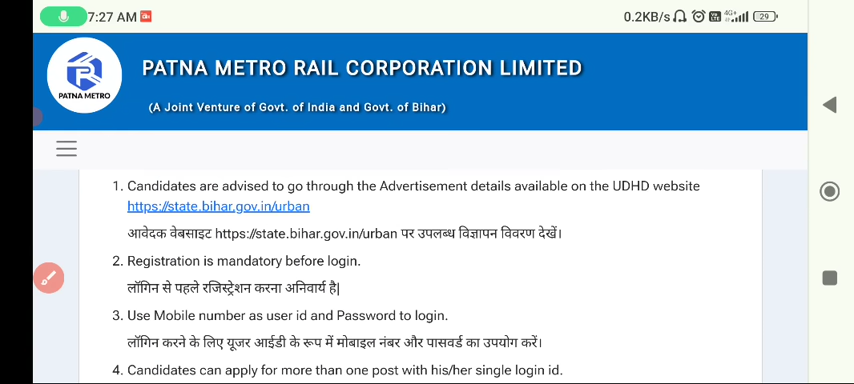 7:27 AM
0.2KB/s
4G+
29
PATNA METRO RAIL CORPORATION LIMITED
PATNA METRO
(A Joint Venture of Govt. of India and Govt. of Bihar)
1. Candidates are advised to go through the Advertisement details available on the UDHD website
https://state.bihar.gov.in/urban
आवेदक वेबसाइट https://state.bihar.gov.in/urban पर उपलब्ध विज्ञापन विवरण देखें।
2. Registration is mandatory before login.
लॉगिन से पहले रजिस्ट्रेशन करना अनिवार्य है|
3. Use Mobile number as user id and Password to login.
लॉगिन करने के लिए यूजर आईडी के रूप में मोबाइल नंबर और पासवर्ड का उपयोग करें।
4. Candidates can apply for more than one post with his/her single login id.